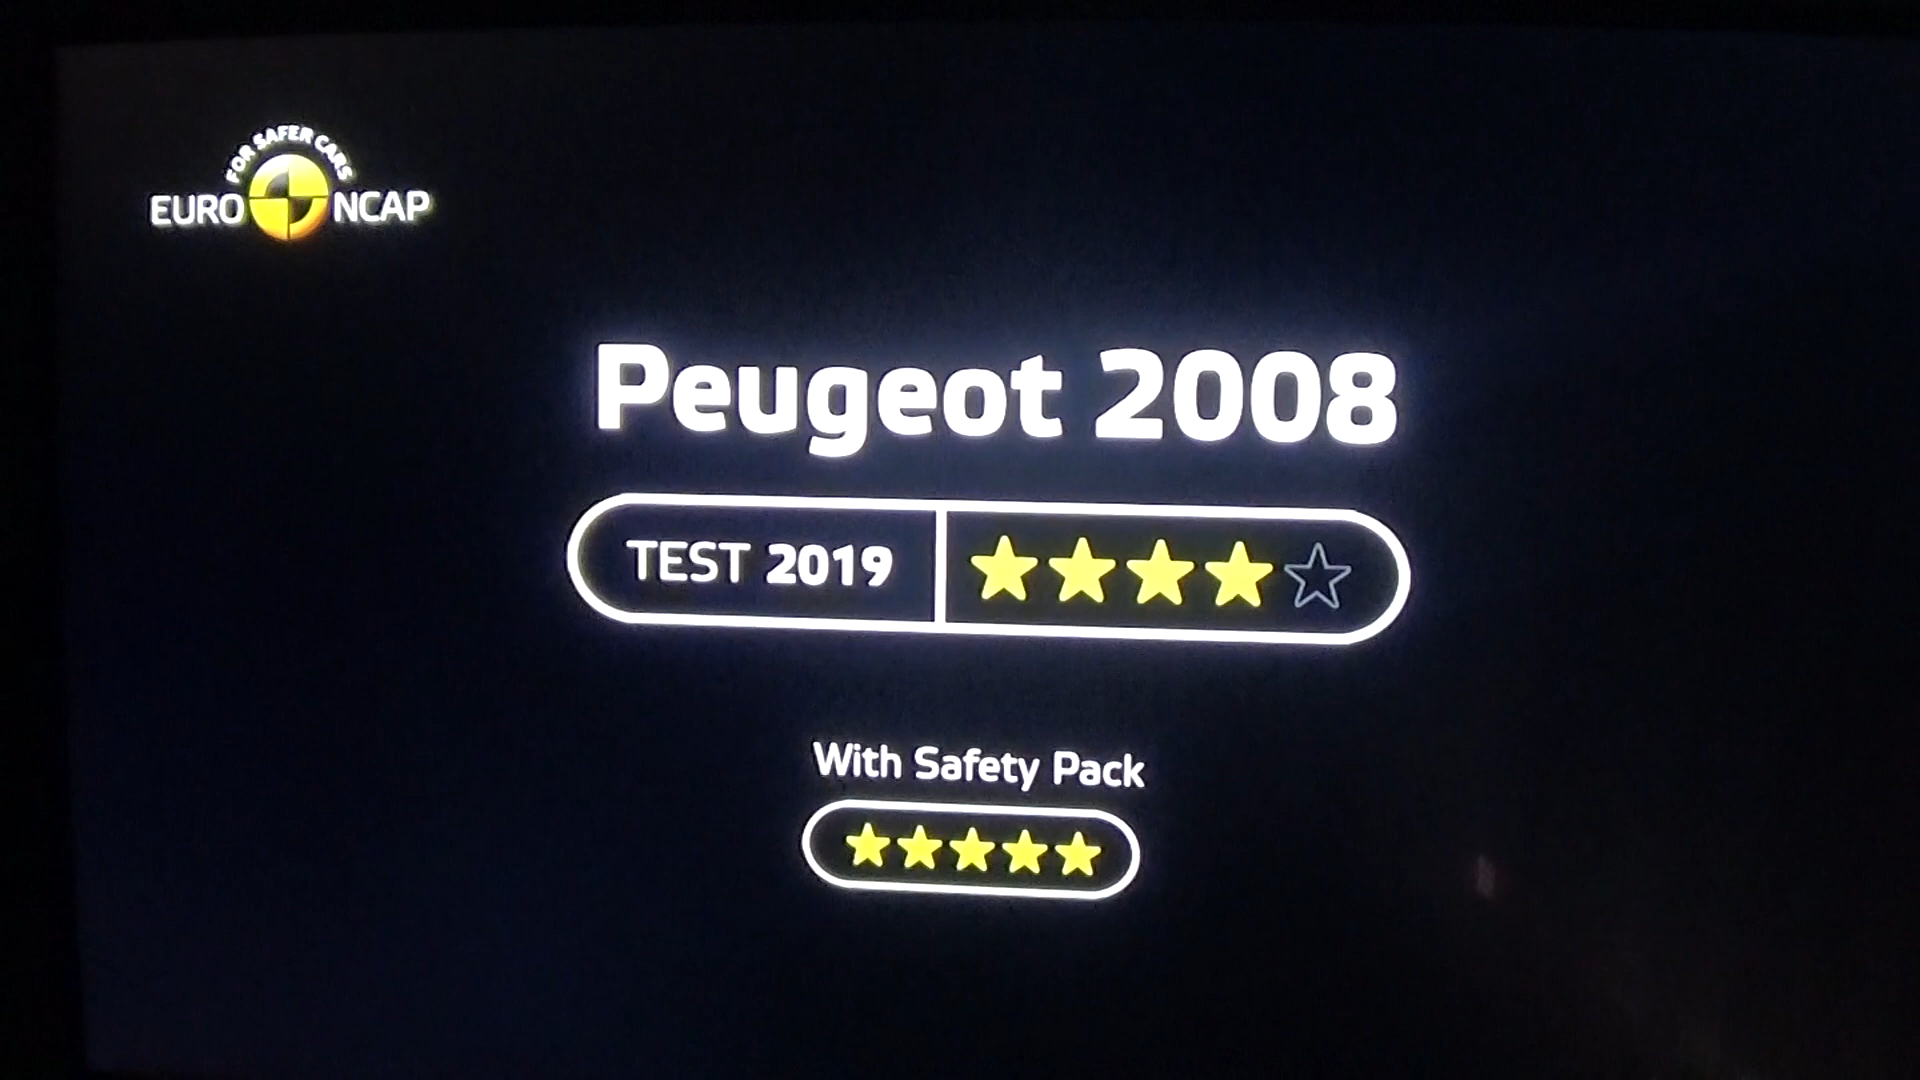 FOR SAFER CARS
EURO NCAP
Peugeot 2008
TEST 2019
With Safety Pack